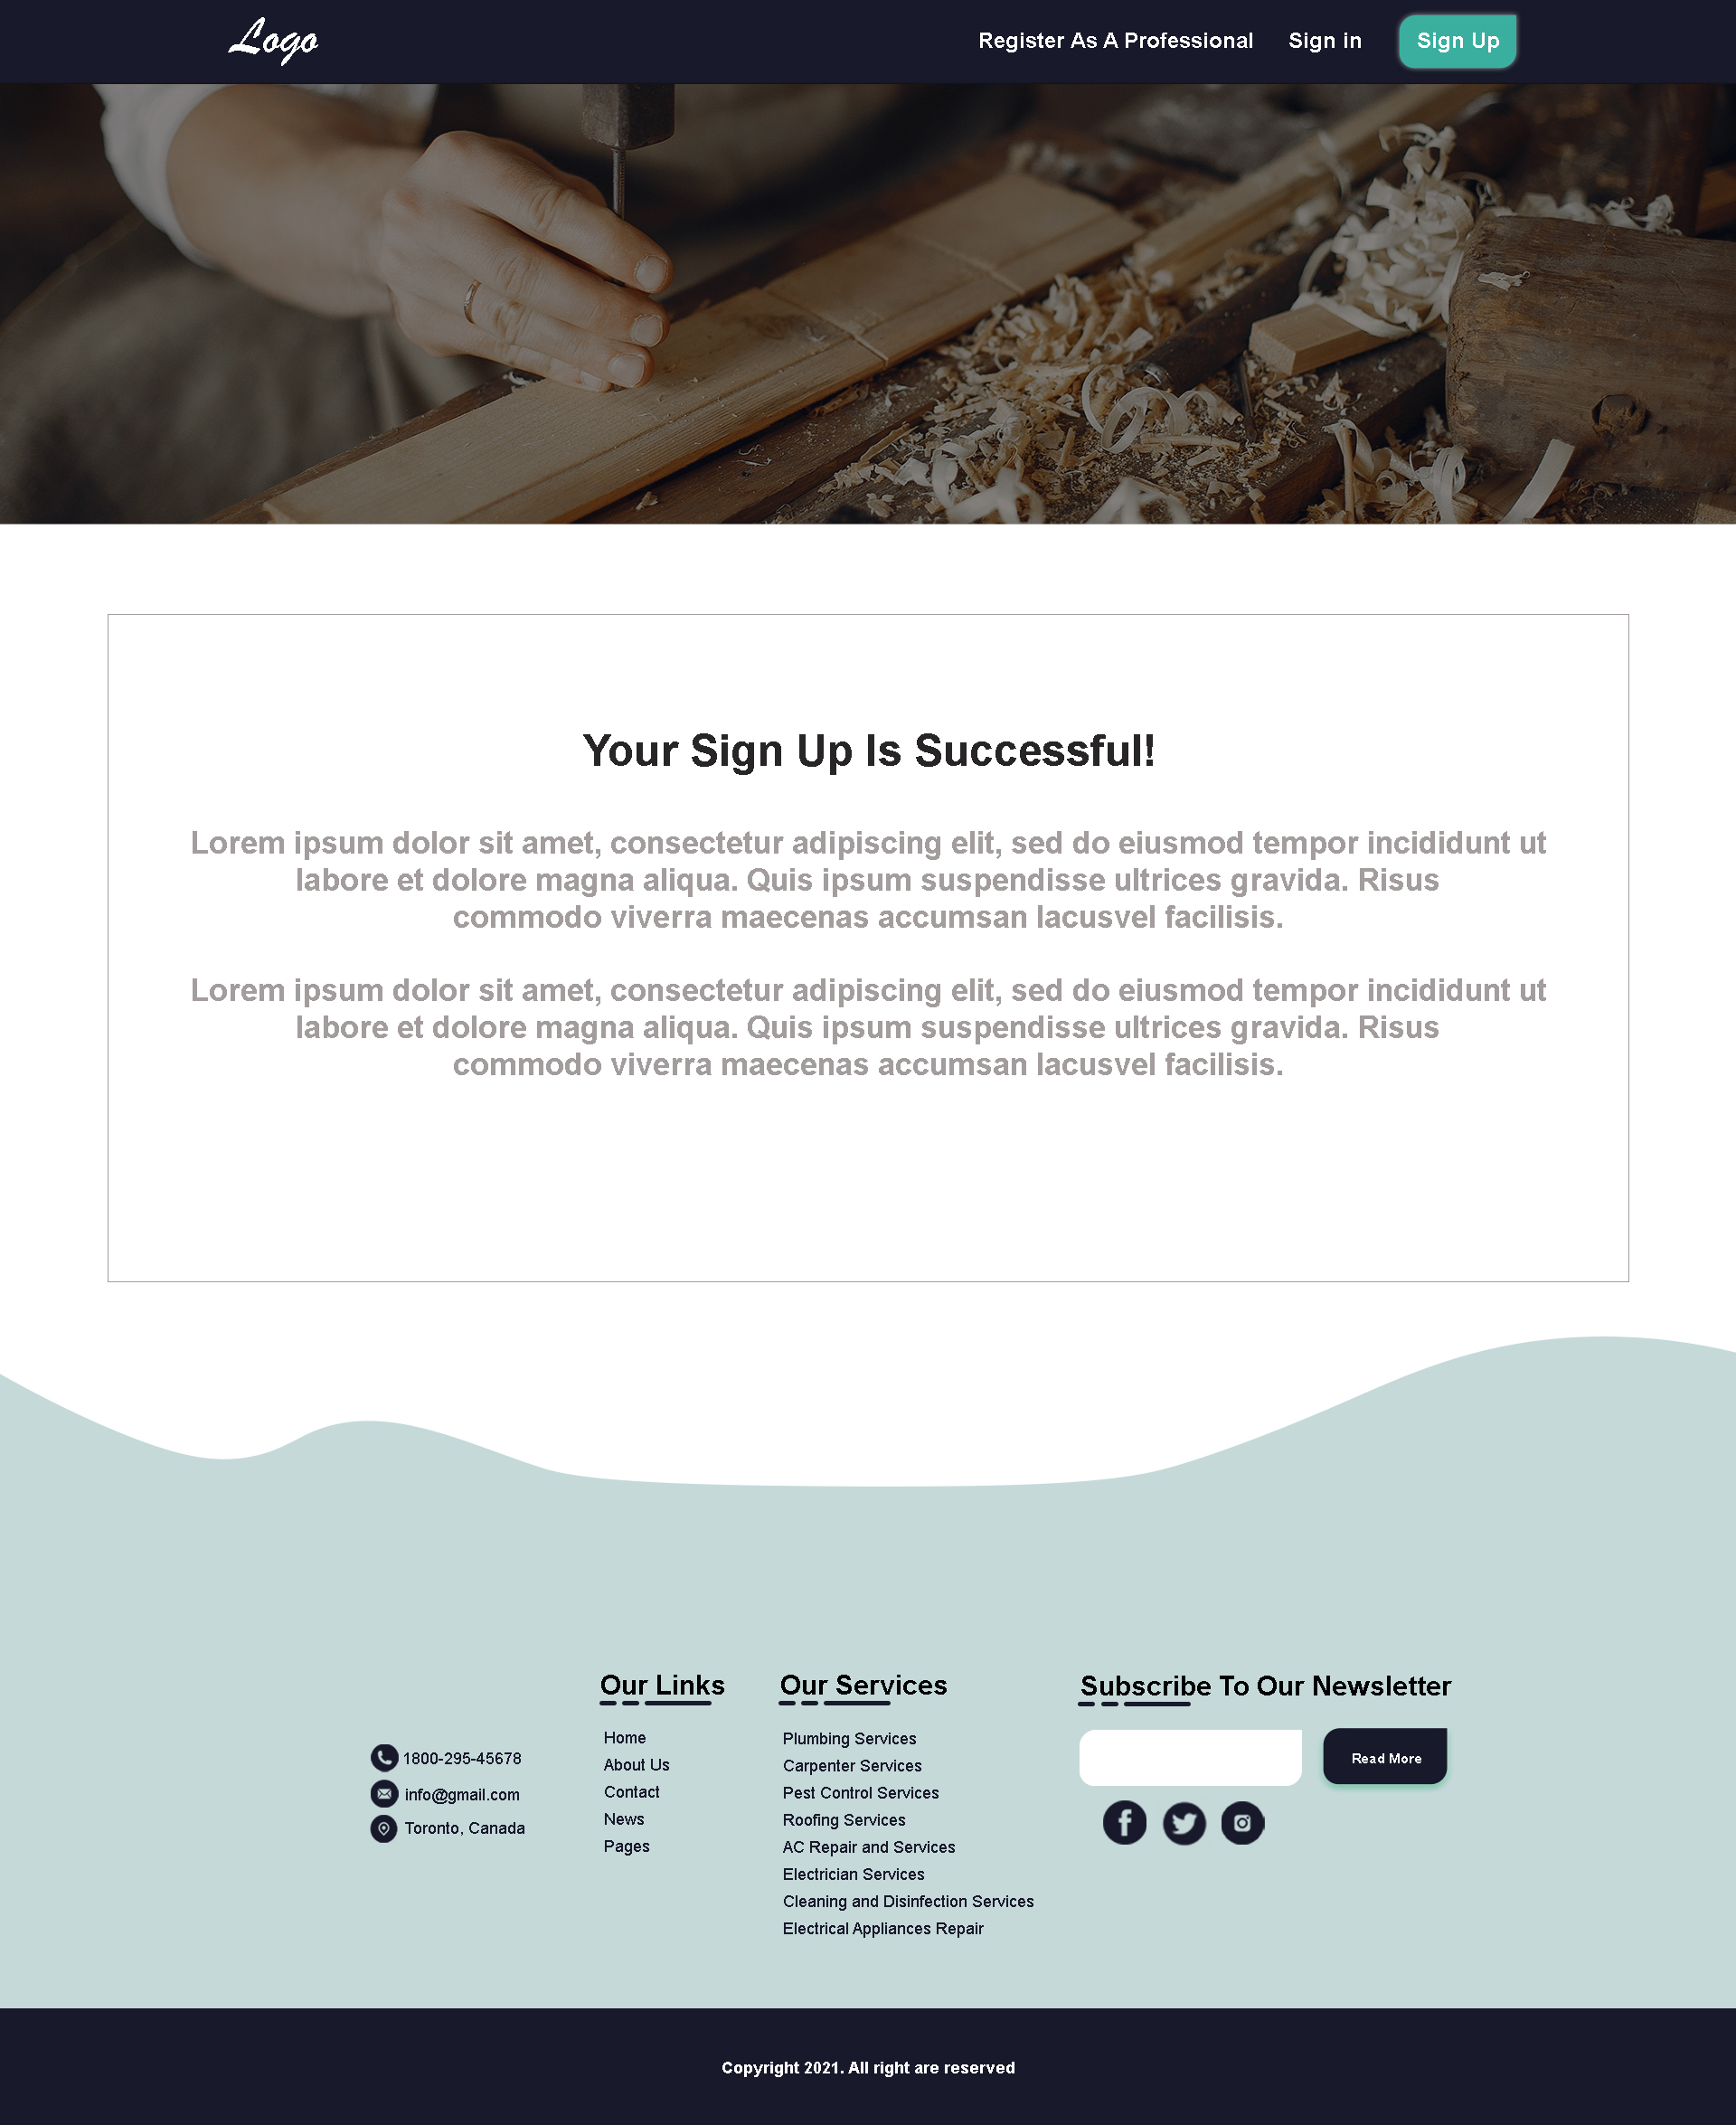 Logo
Register As A Professional
Sign in
Sign Up
Your Sign Up Is Successful!
Lorem ipsum dolor sit amet, consectetur adipiscing elit, sed do eiusmod tempor incididunt ut
labore et dolore magna aliqua. Quis ipsum suspendisse ultrices gravida. Risus
commodo viverra maecenas accumsan lacusvel facilisis.
Lorem ipsum dolor sit amet, consectetur adipiscing elit, sed do eiusmod tempor incididunt ut
labore et dolore magna aliqua. Quis ipsum suspendisse ultrices gravida. Risus
commodo viverra maecenas accumsan lacusvel facilisis.
1800-295-45678
info@gmail.com
Toronto, Canada
Our Links
Home
About Us
Contact
News
Pages
Our Services
Plumbing Services
Carpenter Services
Pest Control Services
Roofing Services
AC Repair and Services
Electrician Services
Cleaning and Disinfection Services
Electrical Appliances Repair
Subscribe To Our Newsletter
Read More
Copyright 2021. All right are reserved